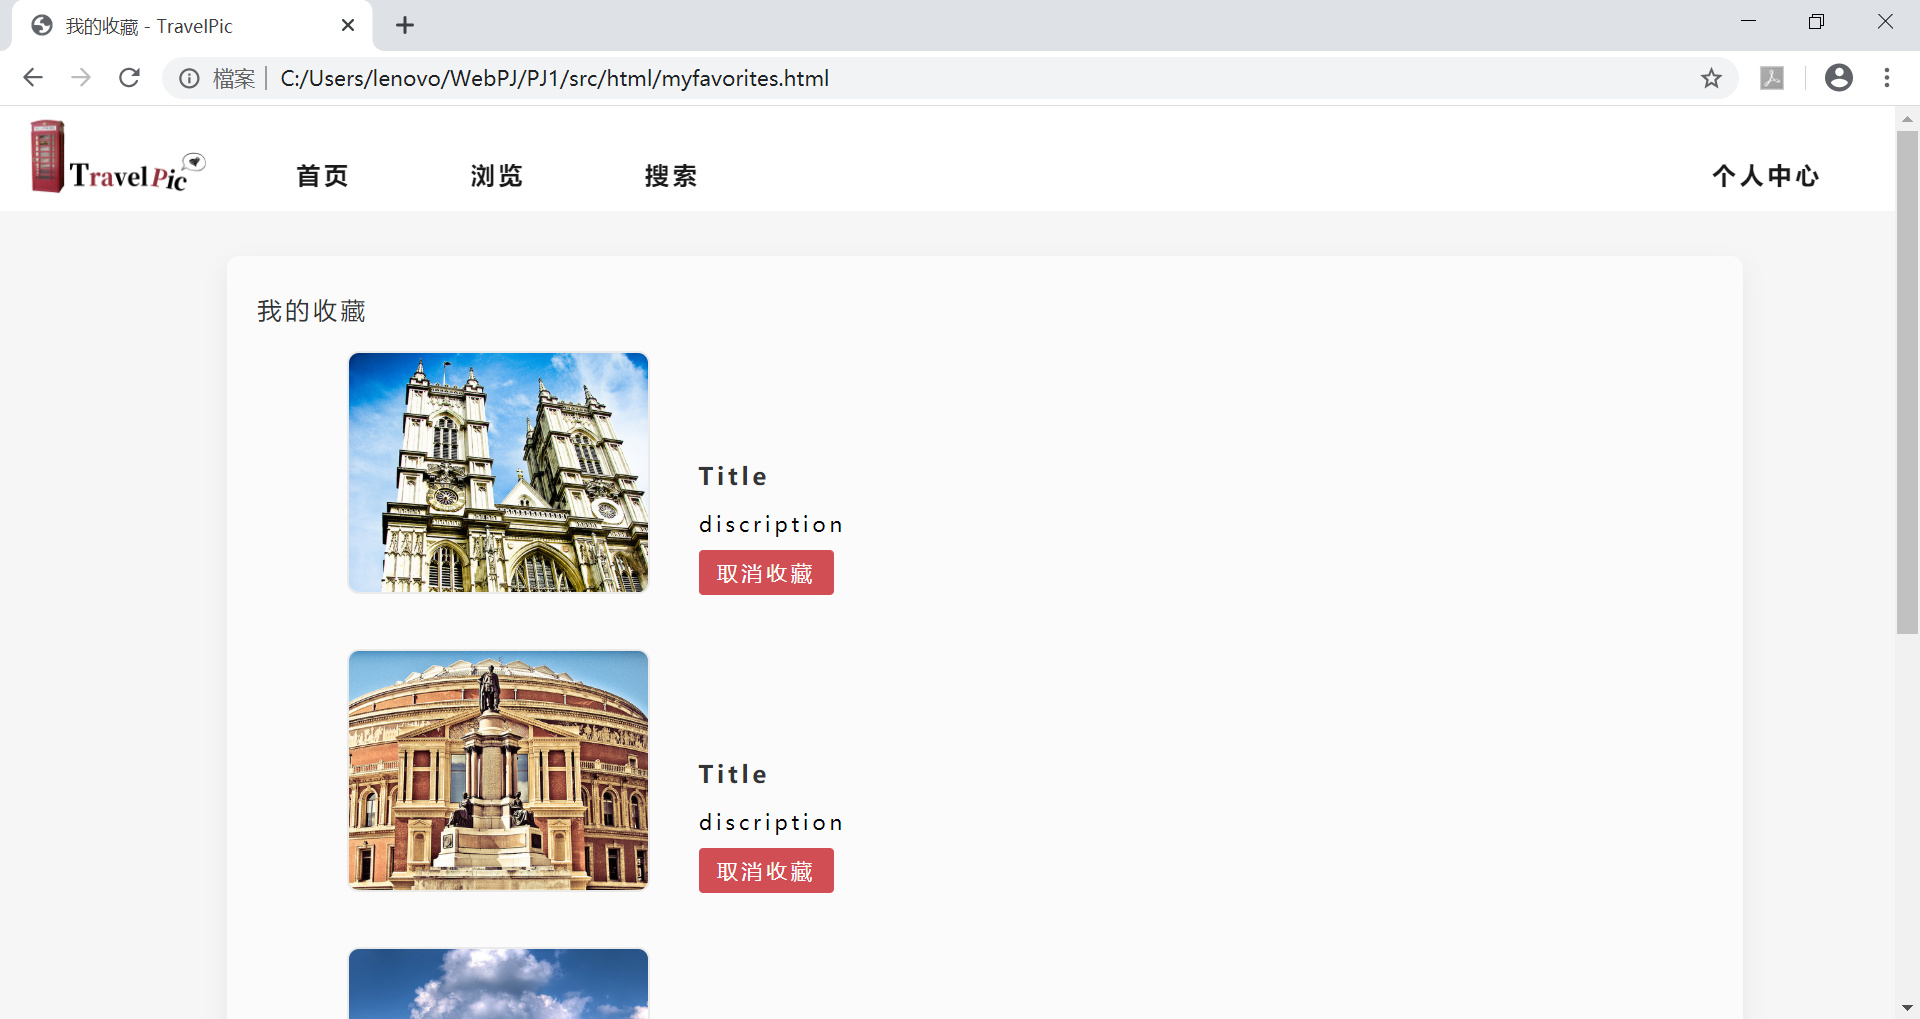 我的收藏 - TravelPic
檔案 C:/Users/lenovo/WebPJ/PJ1/src/html/myfavorites.html
TravelPic 首页 浏览 搜索 个人中心
我的收藏
Title
discription
取消收藏
Title
discription
取消收藏